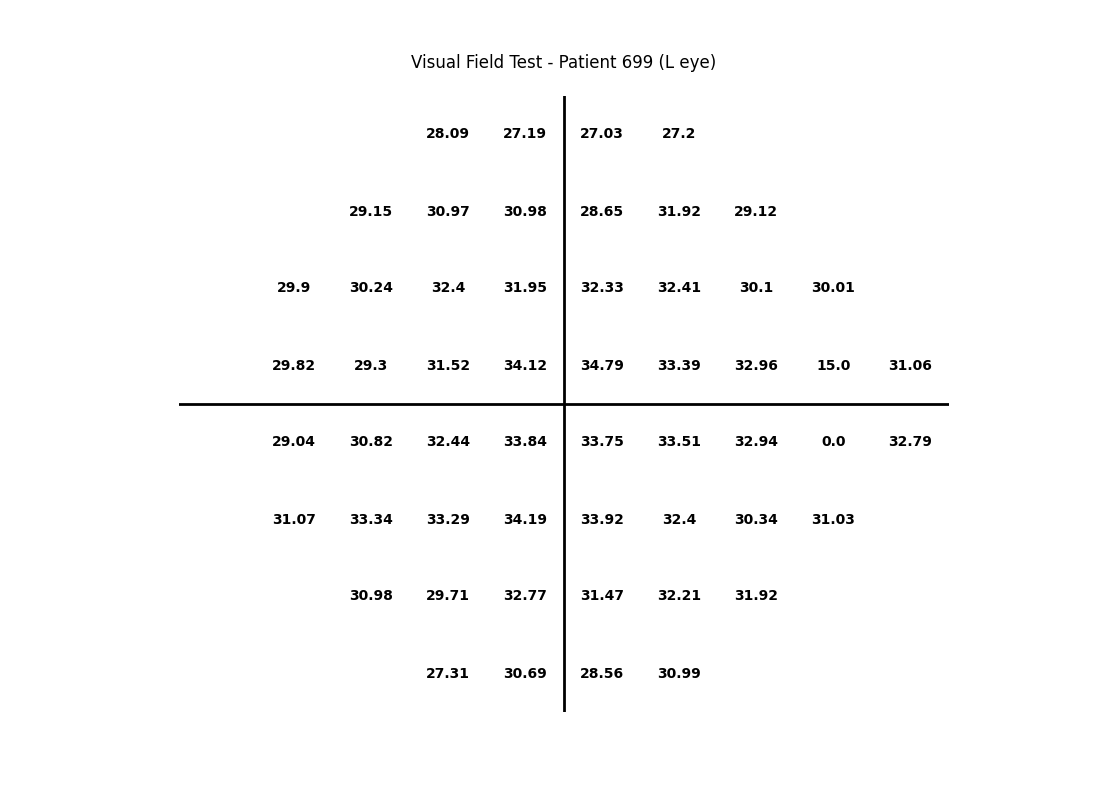 Visual Field Test - Patient 699 (L eye)
28.09 27.19 27.03 27.2
29.15 30.97 30.98 28.65 31.92 29.12
29.9 30.24 32.4 31.95 32.33 32.41 30.1 30.01
29.82 29.3 31.52 34.12 34.79 33.39 32.96 15.0 31.06
29.04 30.82 32.44 33.84 33.75 33.51 32.94 0.0 32.79
31.07 33.34 33.29 34.19 33.92 32.4 30.34 31.03
30.98 29.71 32.77 31.47 32.21 31.92
27.31 30.69 28.56 30.99